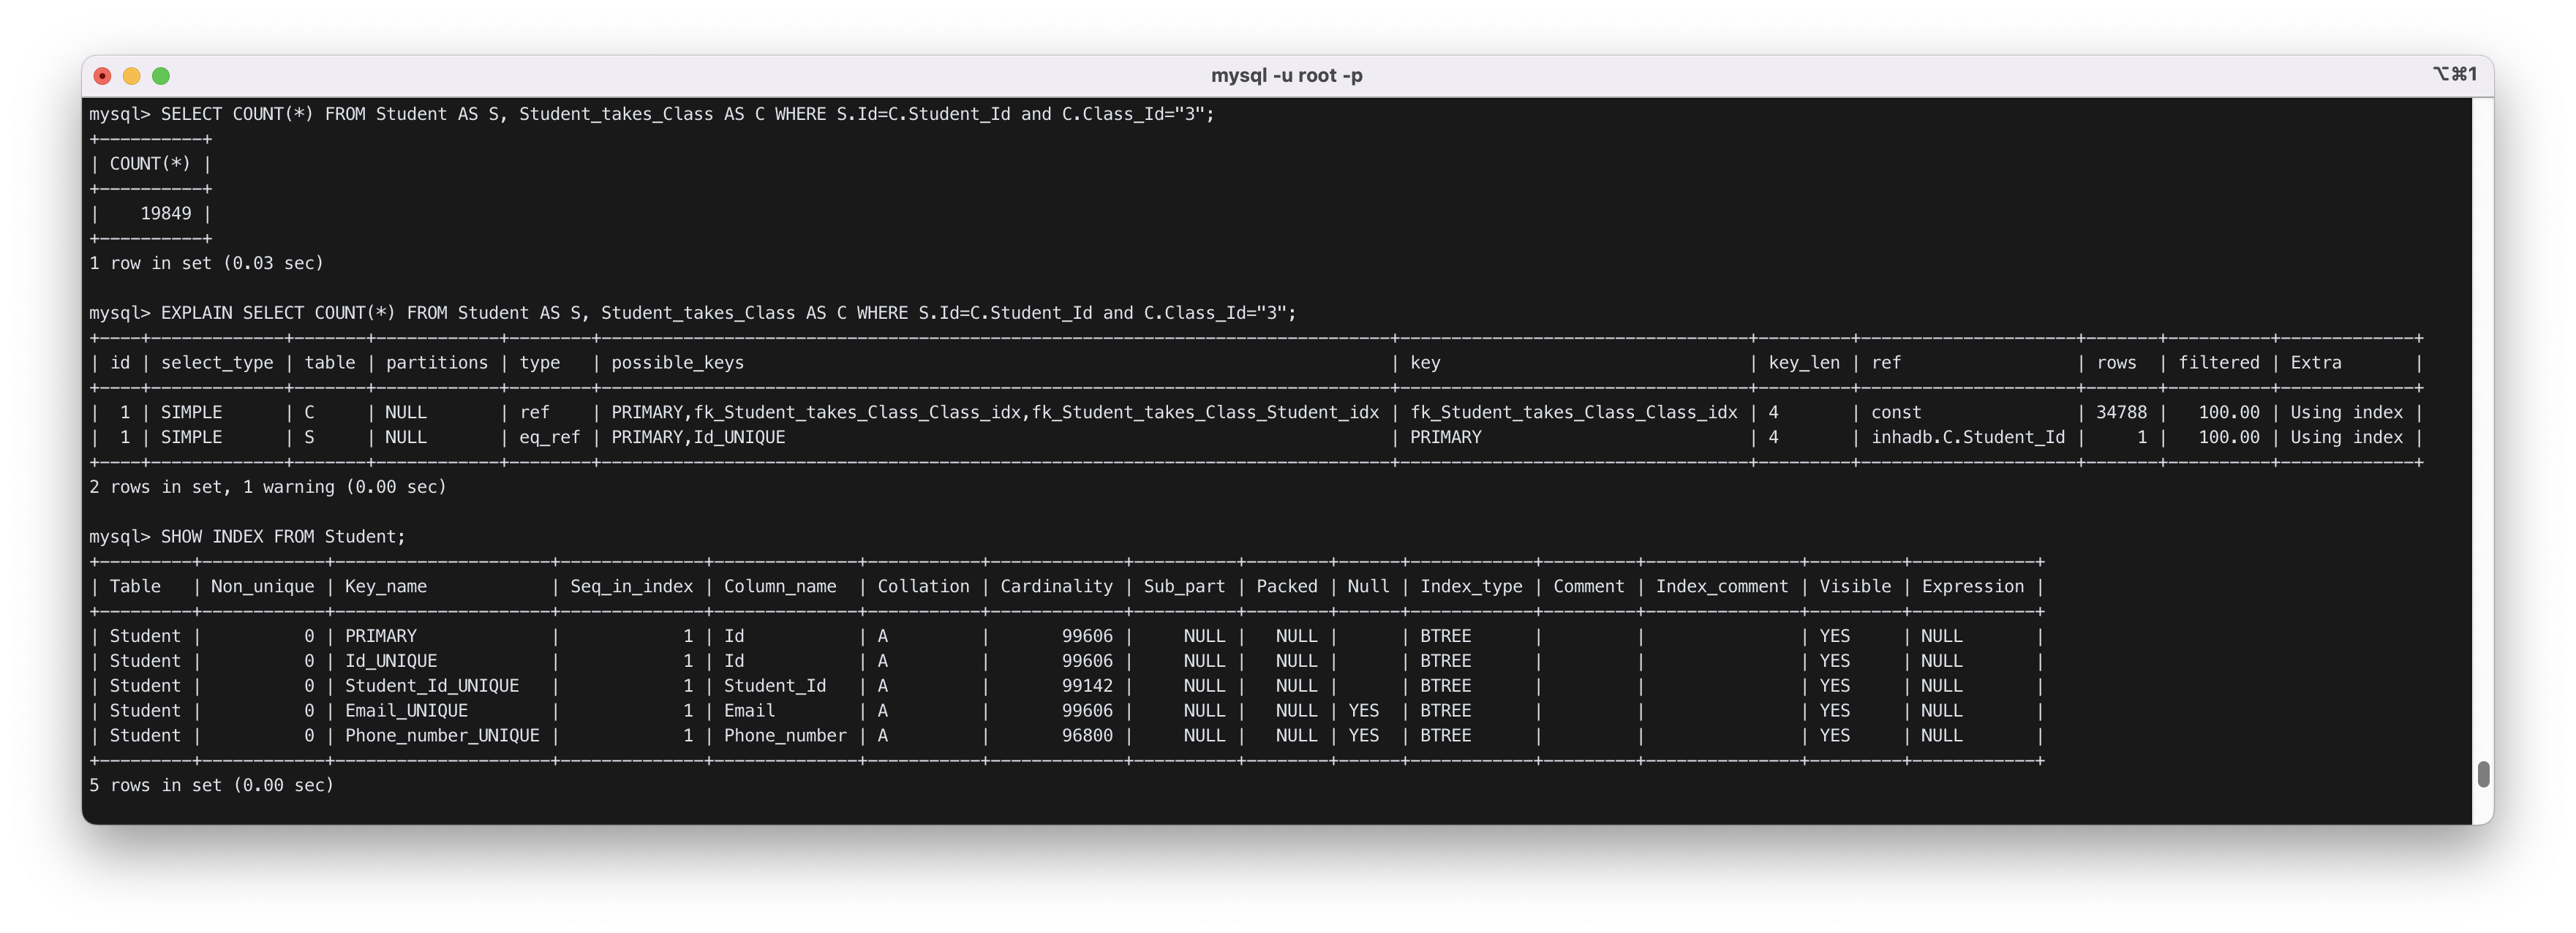 mysql -u root -p
⌥⌘1
mysql> SELECT COUNT(*) FROM Student AS S, Student_takes_Class AS C WHERE S.Id=C.Student_Id and C.Class_Id="3";
+----------+
| COUNT(*) |
+----------+
|    19849 |
+----------+
1 row in set (0.03 sec)
mysql> EXPLAIN SELECT COUNT(*) FROM Student AS S, Student_takes_Class AS C WHERE S.Id=C.Student_Id and C.Class_Id="3";
+----+-------------+-------+------------+--------+-----------------------------------------------------------------------------+----------------------------------+---------+---------------------+-------+----------+-------------+
| id | select_type | table | partitions | type   | possible_keys                                                               | key                              | key_len | ref                 | rows  | filtered | Extra       |
+----+-------------+-------+------------+--------+-----------------------------------------------------------------------------+----------------------------------+---------+---------------------+-------+----------+-------------+
|  1 | SIMPLE      | C     | NULL       | ref    | PRIMARY,fk_Student_takes_Class_Class_idx,fk_Student_takes_Class_Student_idx | fk_Student_takes_Class_Class_idx | 4       | const               | 34788 |   100.00 | Using index |
|  1 | SIMPLE      | S     | NULL       | eq_ref | PRIMARY,Id_UNIQUE                                                           | PRIMARY                          | 4       | inhadb.C.Student_Id |     1 |   100.00 | Using index |
+----+-------------+-------+------------+--------+-----------------------------------------------------------------------------+----------------------------------+---------+---------------------+-------+----------+-------------+
2 rows in set, 1 warning (0.00 sec)
mysql> SHOW INDEX FROM Student;
+---------+------------+---------------------+--------------+--------------+-----------+-------------+----------+--------+------+------------+---------+---------------+---------+------------+
| Table   | Non_unique | Key_name            | Seq_in_index | Column_name  | Collation | Cardinality | Sub_part | Packed | Null | Index_type | Comment | Index_comment | Visible | Expression |
+---------+------------+---------------------+--------------+--------------+-----------+-------------+----------+--------+------+------------+---------+---------------+---------+------------+
| Student |          0 | PRIMARY             |            1 | Id           | A         |       99606 |     NULL |   NULL |      | BTREE      |         |               | YES     | NULL       |
| Student |          0 | Id_UNIQUE           |            1 | Id           | A         |       99606 |     NULL |   NULL |      | BTREE      |         |               | YES     | NULL       |
| Student |          0 | Student_Id_UNIQUE   |            1 | Student_Id   | A         |       99142 |     NULL |   NULL |      | BTREE      |         |               | YES     | NULL       |
| Student |          0 | Email_UNIQUE        |            1 | Email        | A         |       99606 |     NULL |   NULL | YES  | BTREE      |         |               | YES     | NULL       |
| Student |          0 | Phone_number_UNIQUE |            1 | Phone_number | A         |       96800 |     NULL |   NULL | YES  | BTREE      |         |               | YES     | NULL       |
+---------+------------+---------------------+--------------+--------------+-----------+-------------+----------+--------+------+------------+---------+---------------+---------+------------+
5 rows in set (0.00 sec)